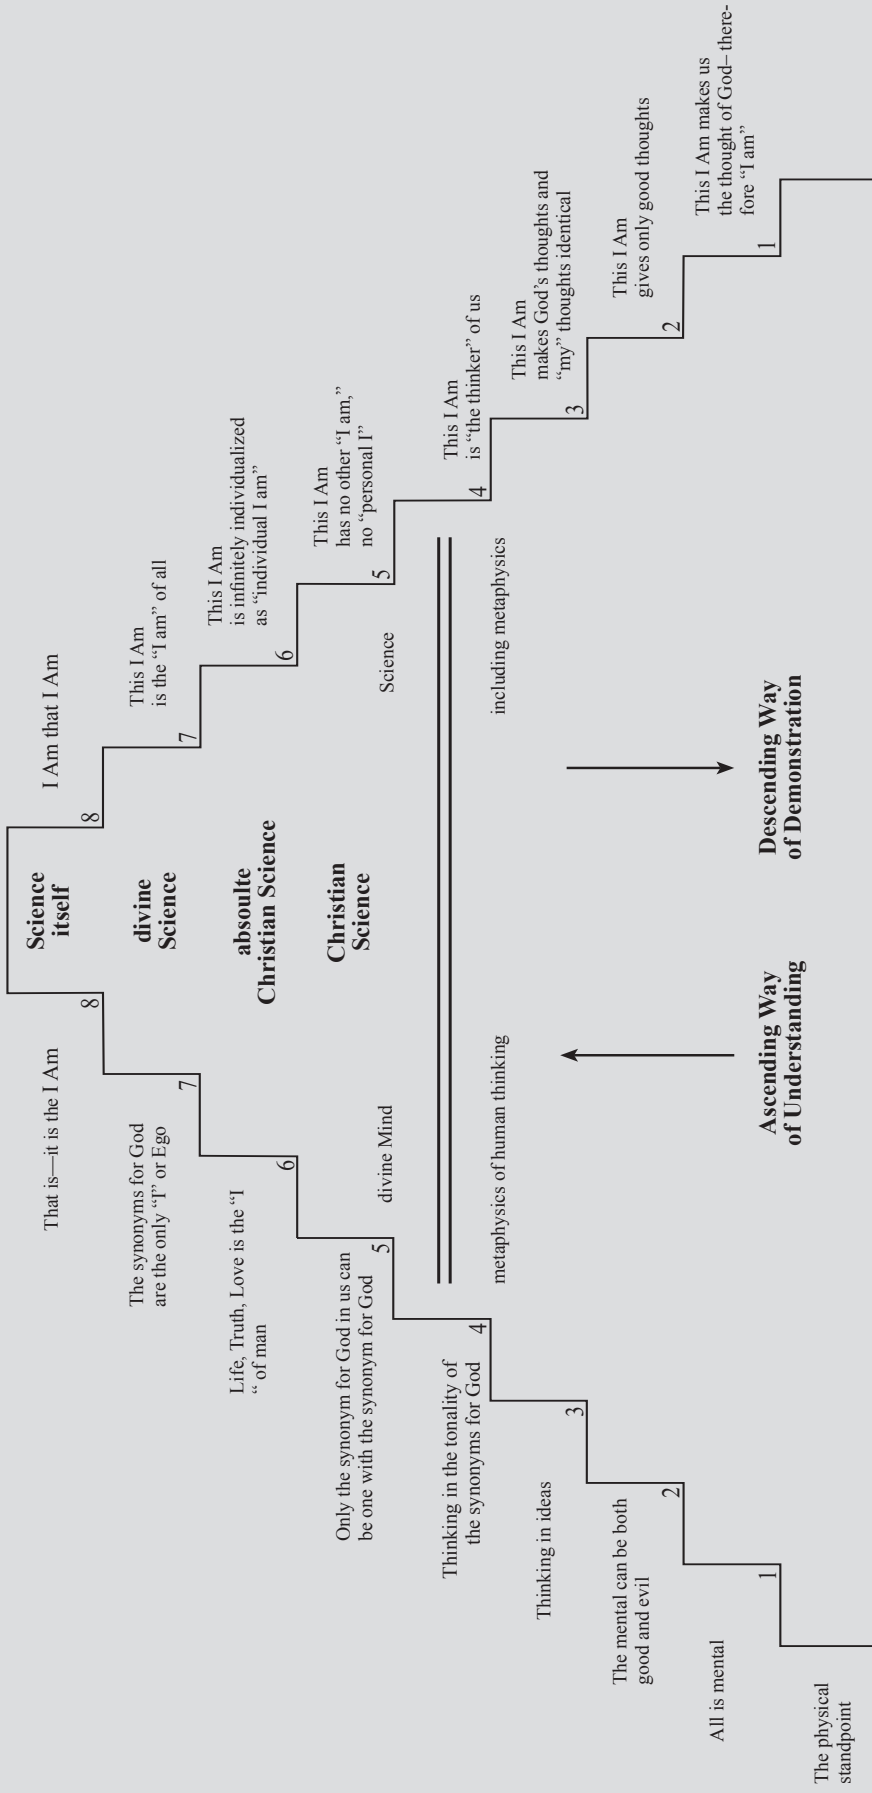 The physical
standpoint
All is mental
1
The mental can be both
good and evil
2
Thinking in ideas
3
Thinking in the tonality of
the synonyms for God
4
Only the synonym for God in us can
be one with the synonym for God
5
Life, Truth, Love is the “I
“ of man
6
The synonyms for God
are the only “I” or Ego
7
That is—it is the I Am
8
Science
itself
divine
Science
absoulte
Christian Science
Christian
Science
divine Mind
Science
metaphysics of human thinking
including metaphysics
Ascending Way
of Understanding
Descending Way
of Demonstration
I Am that I Am
8
This I Am
is the “I am” of all
7
This I Am
is infinitely individualized
as “individual I am”
6
This I Am
has no other “I am,”
no “personal I”
5
This I Am
is “the thinker” of us
4
This I Am
makes God’s thoughts and
“my” thoughts identical
3
This I Am
gives only good thoughts
2
This I Am makes us
the thought of God– there-
fore “I am”
1